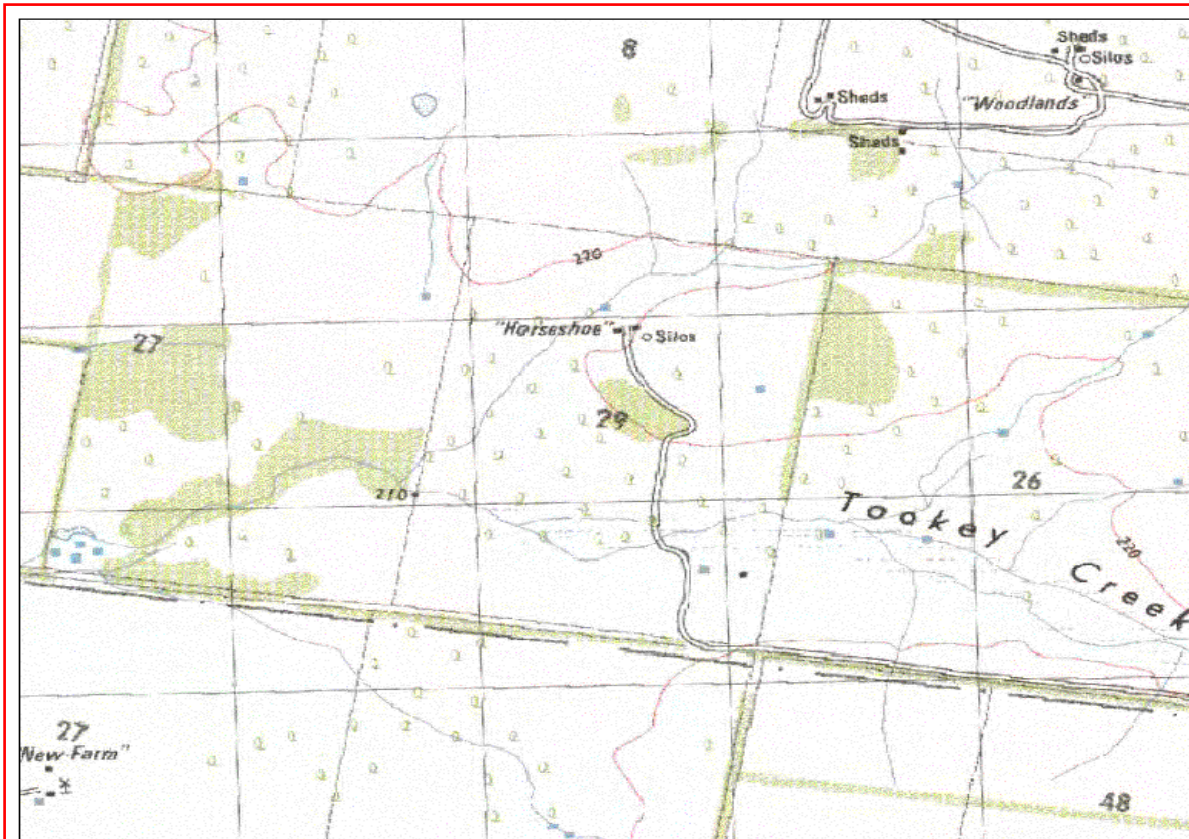 8
Sheds
Silos
Sheds
"Woodlands"
Sheds
220
"Horseshoe"
Silos
27
29
210
26
Tookey
Creek
220
27
New Farm"
48